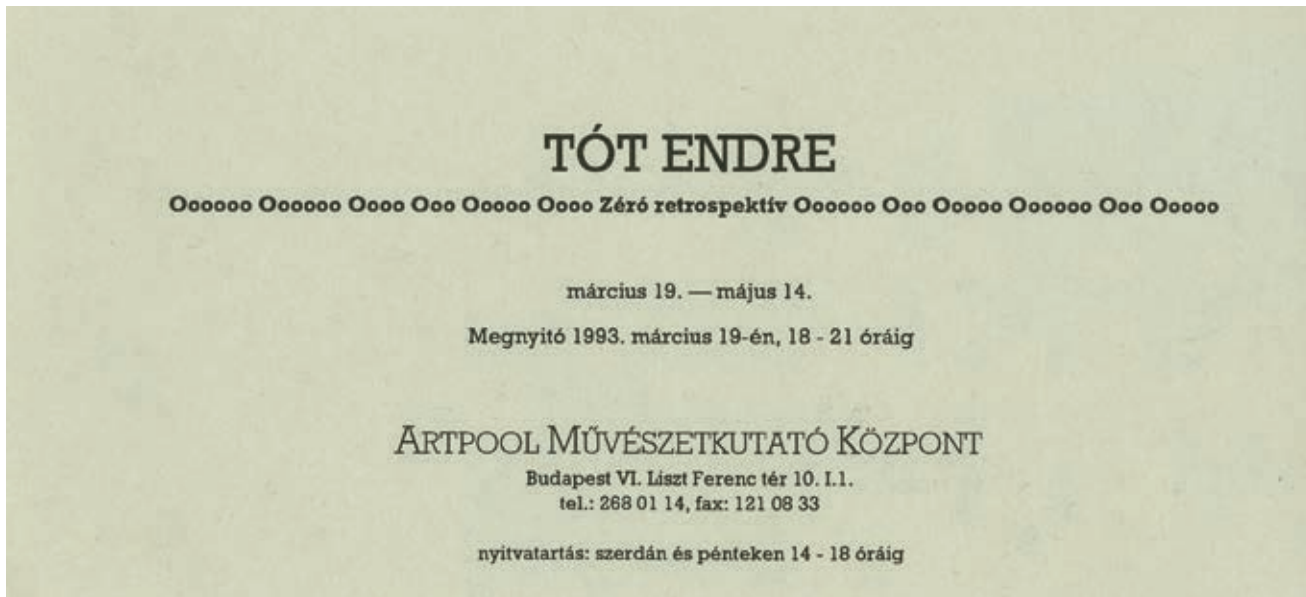 TÓT ENDRE
Oooooo Oooooo Oooo Ooo Ooooo Oooo Zéró retrospektív Oooooo Ooo Ooooo Oooooo Ooo Ooooo
március 19. — május 14.
Megnyitó 1993. március 19-én, 18 - 21 óráig
ARTPOOL MŰVÉSZETKUTATÓ KÖZPONT
Budapest VI. Liszt Ferenc tér 10. I.1.
tel.: 268 01 14, fax: 121 08 33
nyitvatartás: szerdán és pénteken 14 - 18 óráig